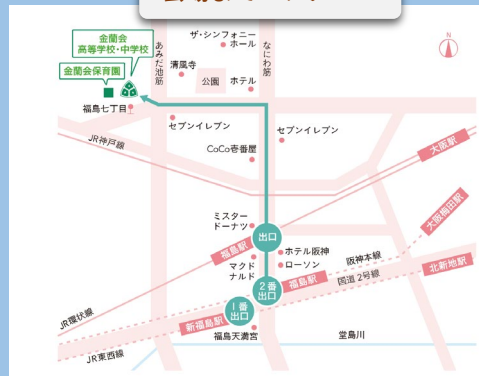 ザ・シンフォニー
ホール
金蘭会
高等学校・中学校
金蘭会保育園
あみだ池筋
なにわ筋
N
清風寺
公園
ホテル
福島七丁目
セブンイレブン
セブンイレブン
JR神戸線
CoCo壱番屋
大阪駅
ミスター
ドーナツ
出口
福島駅
大阪梅田駅
ホテル阪神
ローソン
マクド
ナルド
阪神本線
北新地駅
2番
出口
福島駅
国道2号線
1番
出口
新福島駅
JR環状線
福島天満宮
堂島川
JR東西線